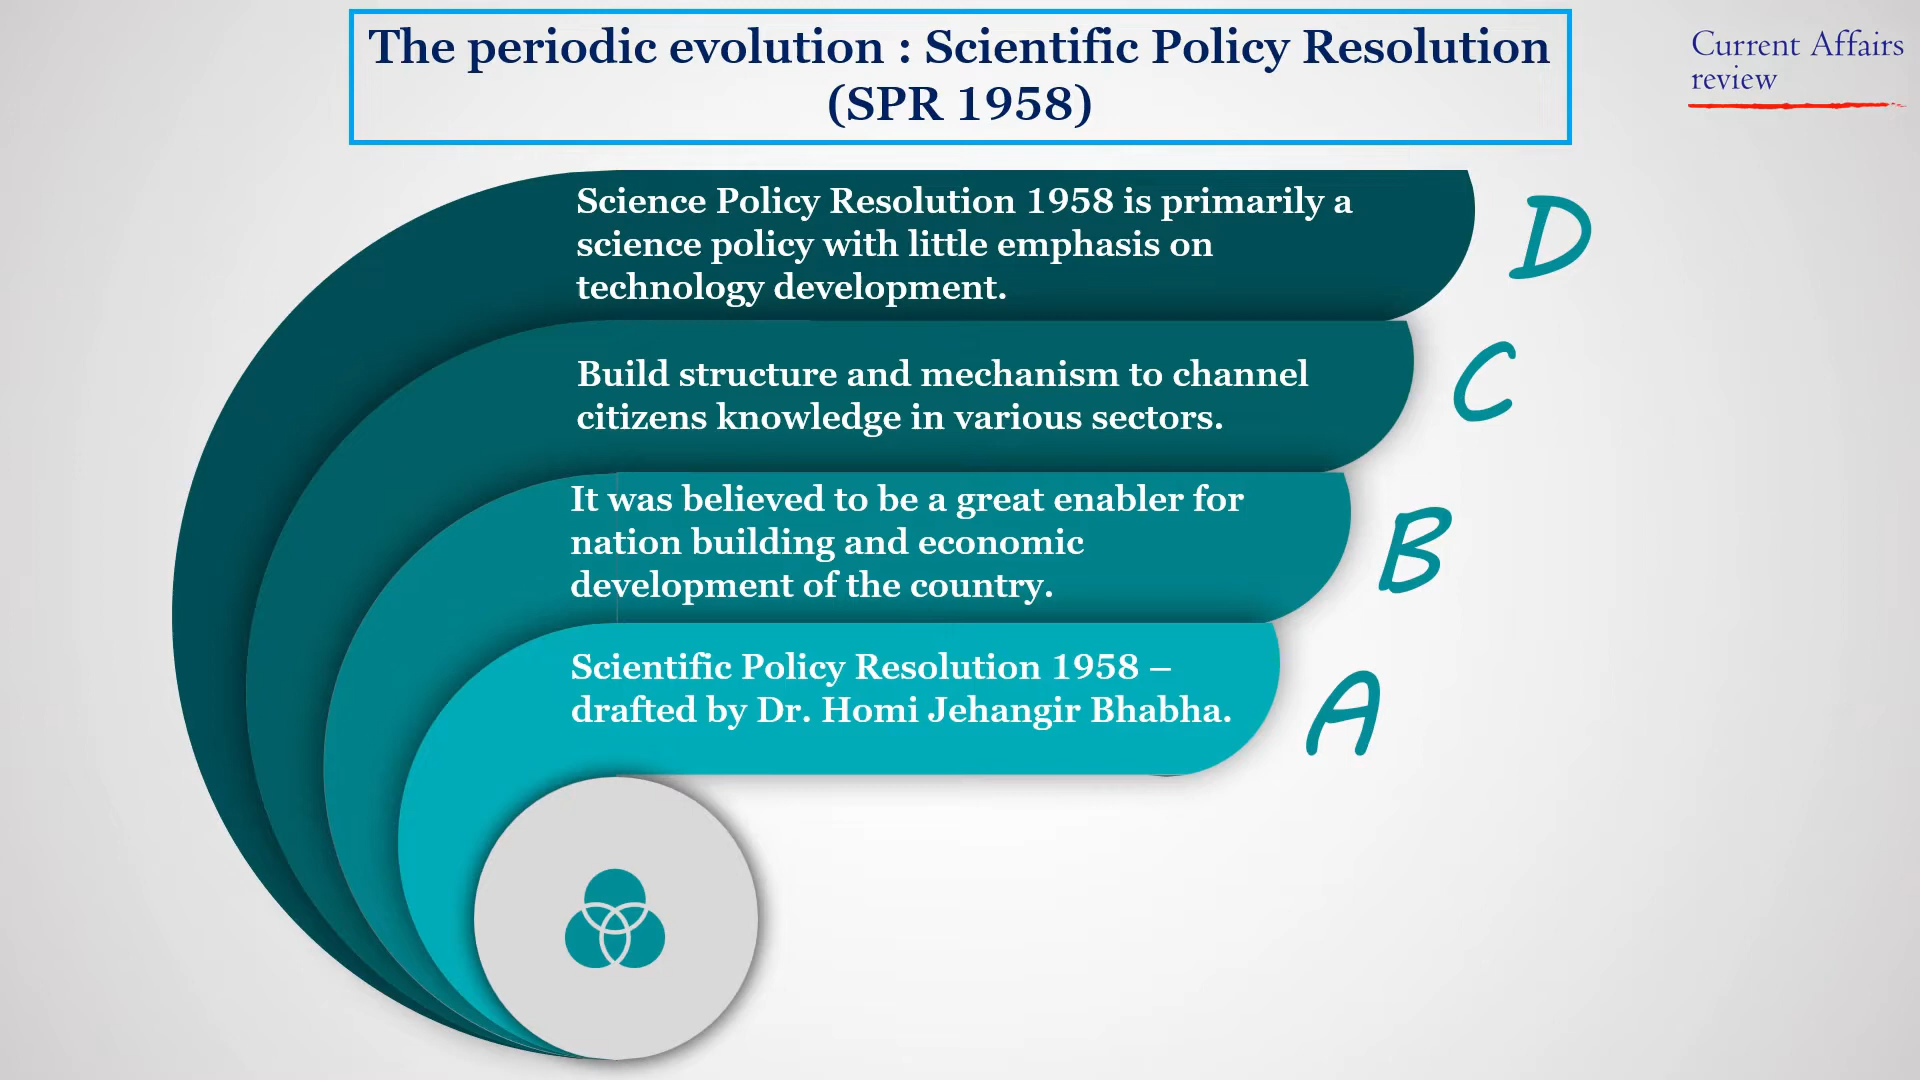 The periodic evolution : Scientific Policy Resolution
(SPR 1958)
Current Affairs
review
Science Policy Resolution 1958 is primarily a
science policy with little emphasis on
technology development.
D
Build structure and mechanism to channel
citizens knowledge in various sectors.
C
It was believed to be a great enabler for
nation building and economic
development of the country.
B
Scientific Policy Resolution 1958 –
drafted by Dr. Homi Jehangir Bhabha.
A